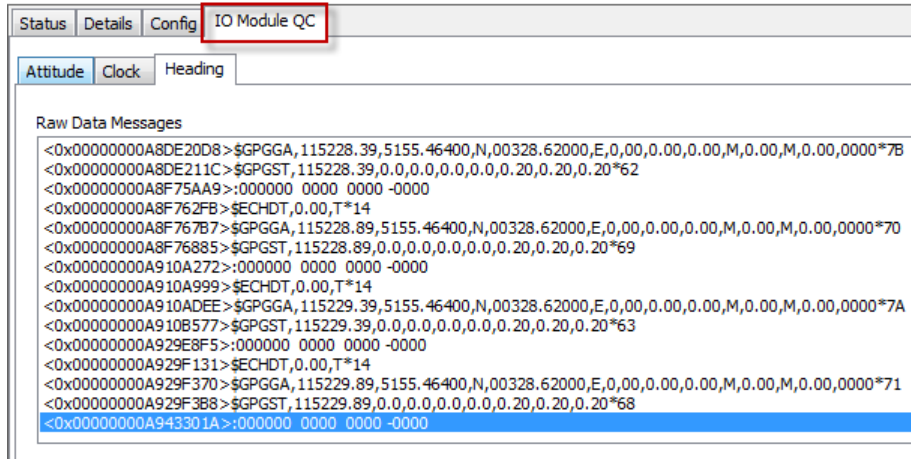 Status Details Config IO Module QC
Attitude Clock Heading
Raw Data Messages
<0x00000000A8DE20D8>$GPGGA,115228.39,5155.46400,N,00328.62000,E,0,00,0.00,0.00,M,0.00,M,0.00,0000*7B
<0x00000000A8DE211C>$GPGST,115228.39,0.0,0.0,0.0,0.0,0.20,0.20,0.20*62
<0x00000000A8F75AA9>:000000 0000 0000 -0000
<0x00000000A8F762FB>$ECHDT,0.00,T*14
<0x00000000A8F767B7>$GPGGA,115228.89,5155.46400,N,00328.62000,E,0,00,0.00,0.00,M,0.00,M,0.00,0000*70
<0x00000000A8F76885>$GPGST,115228.89,0.0,0.0,0.0,0.0,0.20,0.20,0.20*69
<0x00000000A910A272>:000000 0000 0000 -0000
<0x00000000A910A999>$ECHDT,0.00,T*14
<0x00000000A910ADEE>$GPGGA,115229.39,5155.46400,N,00328.62000,E,0,00,0.00,0.00,M,0.00,M,0.00,0000*7A
<0x00000000A910B577>$GPGST,115229.39,0.0,0.0,0.0,0.0,0.20,0.20,0.20*63
<0x00000000A929E8F5>:000000 0000 0000 -0000
<0x00000000A929F131>$ECHDT,0.00,T*14
<0x00000000A929F370>$GPGGA,115229.89,5155.46400,N,00328.62000,E,0,00,0.00,0.00,M,0.00,M,0.00,0000*71
<0x00000000A929F3B8>$GPGST,115229.89,0.0,0.0,0.0,0.0,0.20,0.20,0.20*68
<0x00000000A943301A>:000000 0000 0000 -0000